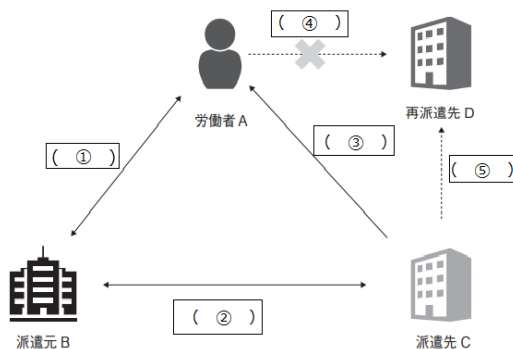 ( ④ )
労働者 A
再派遣先 D
( ① )
( ③ )
( ⑤ )
( ② )
派遣元 B
派遣先 C